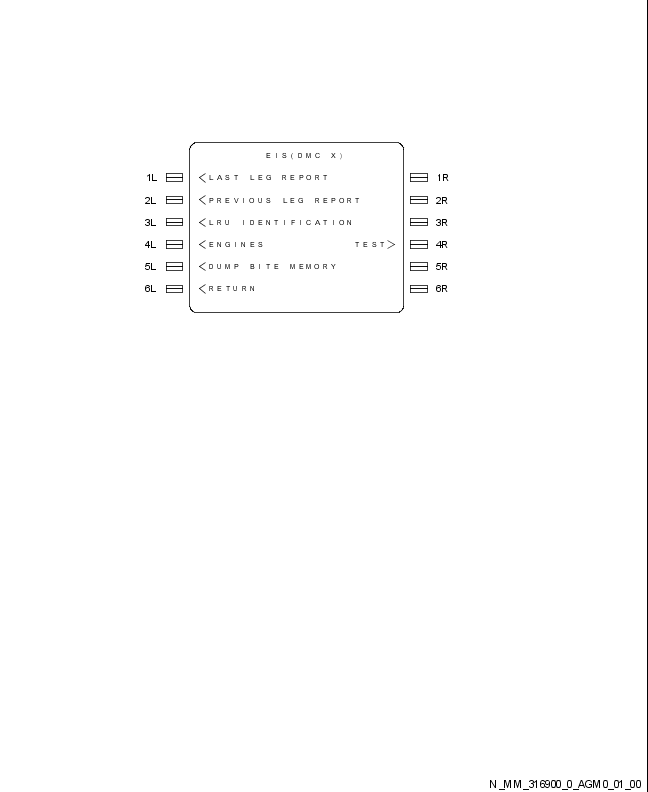 EIS(DMC X)
1L <LAST LEG REPORT 1R
2L <PREVIOUS LEG REPORT 2R
3L <LRU IDENTIFICATION 3R
4L <ENGINES TEST> 4R
5L <DUMP BITE MEMORY 5R
6L <RETURN 6R
N_MM_316900_0_AGM0_01_00